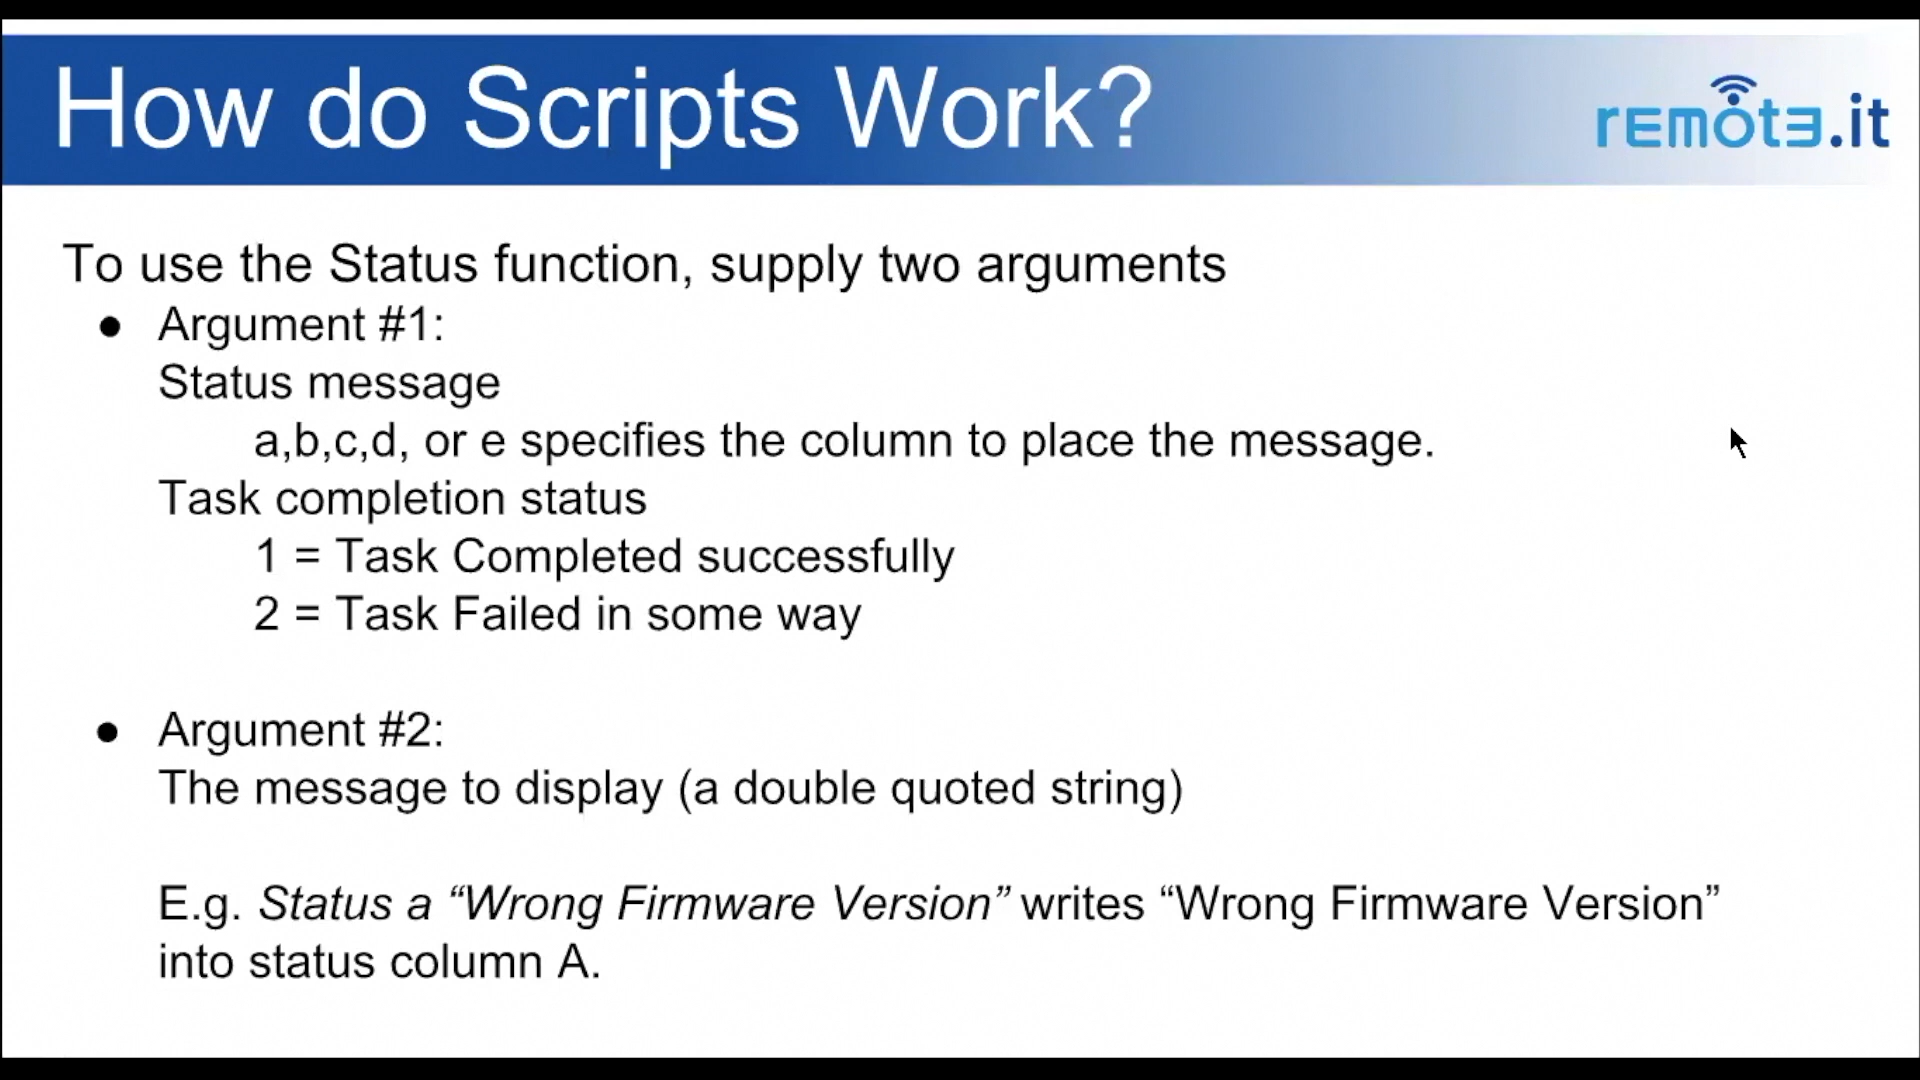 How do Scripts Work?
remot3.it
To use the Status function, supply two arguments
● Argument #1:
Status message
a,b,c,d, or e specifies the column to place the message.
Task completion status
1 = Task Completed successfully
2 = Task Failed in some way
● Argument #2:
The message to display (a double quoted string)
E.g. Status a “Wrong Firmware Version” writes “Wrong Firmware Version”
into status column A.